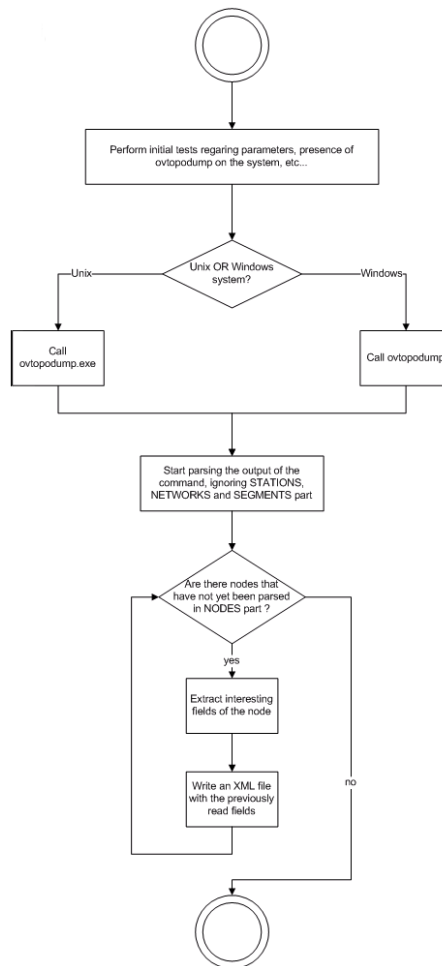 Perform initial tests regaring parameters, presence of
ovtopodump on the system, etc...
Unix OR Windows
system?
Unix
Windows
Call
ovtopodump.exe
Call ovtopodump
Start parsing the output of the
command, ignoring STATIONS,
NETWORKS and SEGMENTS part
Are there nodes that
have not yet been parsed
in NODES part ?
yes
Extract interesting
fields of the node
Write an XML file
with the previously
read fields
no